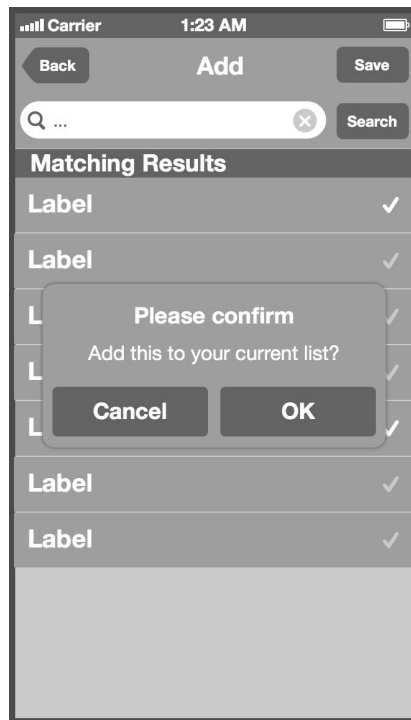 Carrier 1:23 AM
Back Add Save
... Search
Matching Results
Label
Label
L
Please confirm
L
Add this to your current list?
Cancel OK
L
Label
Label